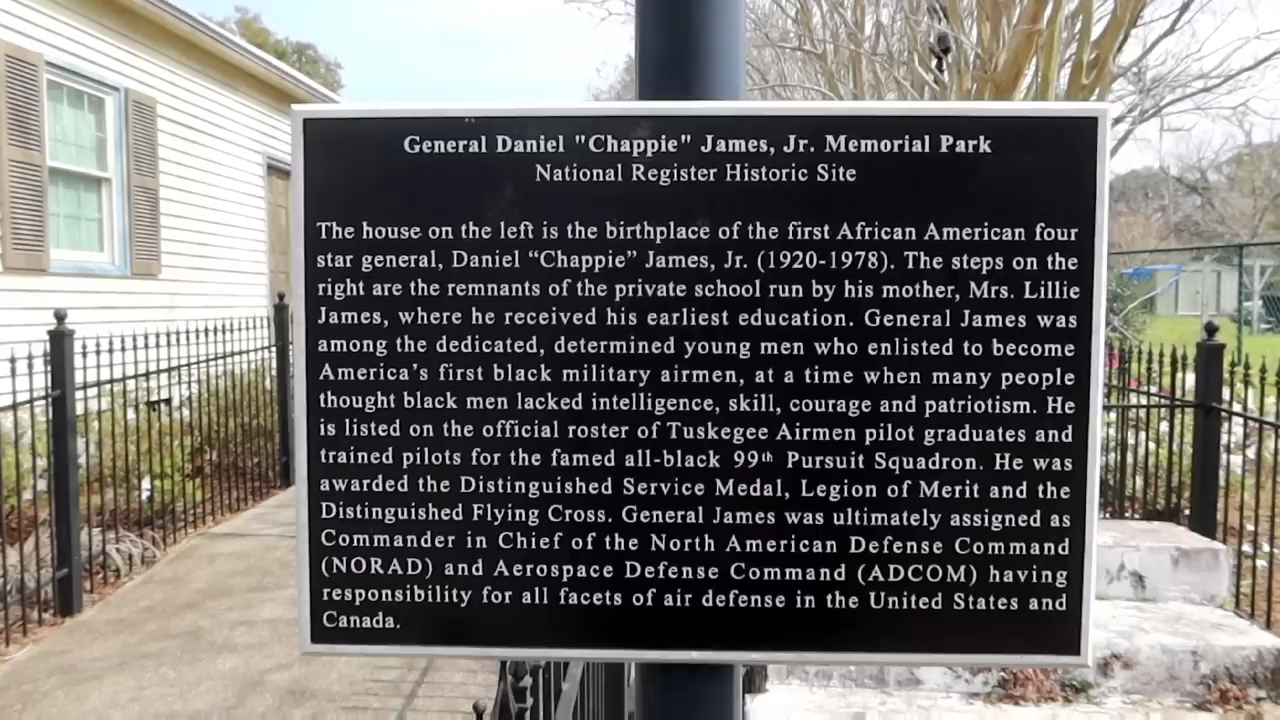 General Daniel "Chappie" James, Jr. Memorial Park
National Register Historic Site
The house on the left is the birthplace of the first African American four
star general, Daniel “Chappie” James, Jr. (1920-1978). The steps on the
right are the remnants of the private school run by his mother, Mrs. Lillie
James, where he received his earliest education. General James was
among the dedicated, determined young men who enlisted to become
America’s first black military airmen, at a time when many people
thought black men lacked intelligence, skill, courage and patriotism. He
is listed on the official roster of Tuskegee Airmen pilot graduates and
trained pilots for the famed all-black 99th Pursuit Squadron. He was
awarded the Distinguished Service Medal, Legion of Merit and the
Distinguished Flying Cross. General James was ultimately assigned as
Commander in Chief of the North American Defense Command
(NORAD) and Aerospace Defense Command (ADCOM) having
responsibility for all facets of air defense in the United States and
Canada.